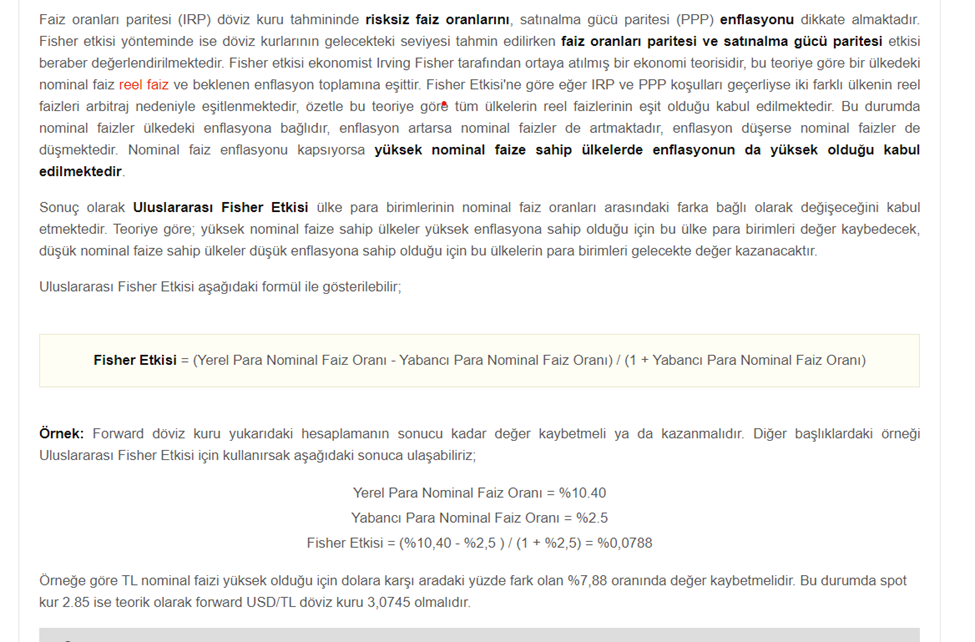 Faiz oranları paritesi (IRP) döviz kuru tahmininde risksiz faiz oranlarını, satınalma gücü paritesi (PPP) enflasyonu dikkate almaktadır.
Fisher etkisi yönteminde ise döviz kurlarının gelecekteki seviyesi tahmin edilirken faiz oranları paritesi ve satınalma gücü paritesi etkisi
beraber değerlendirilmektedir. Fisher etkisi ekonomist Irving Fisher tarafından ortaya atılmış bir ekonomi teorisidir, bu teoriye göre bir ülkedeki
nominal faiz reel faiz ve beklenen enflasyon toplamına eşittir. Fisher Etkisi'ne göre eğer IRP ve PPP koşulları geçerliyse iki farklı ülkenin reel
faizleri arbitraj nedeniyle eşitlenmektedir, özetle bu teoriye göre tüm ülkelerin reel faizlerinin eşit olduğu kabul edilmektedir. Bu durumda
nominal faizler ülkedeki enflasyona bağlıdır, enflasyon artarsa nominal faizler de artmaktadır, enflasyon düşerse nominal faizler de
düşmektedir. Nominal faiz enflasyonu kapsıyorsa yüksek nominal faize sahip ülkelerde enflasyonun da yüksek olduğu kabul
edilmektedir.
Sonuç olarak Uluslararası Fisher Etkisi ülke para birimlerinin nominal faiz oranları arasındaki farka bağlı olarak değişeceğini kabul
etmektedir. Teoriye göre; yüksek nominal faize sahip ülkeler yüksek enflasyona sahip olduğu için bu ülke para birimleri değer kaybedecek,
düşük nominal faize sahip ülkeler düşük enflasyona sahip olduğu için bu ülkelerin para birimleri gelecekte değer kazanacaktır.
Uluslararası Fisher Etkisi aşağıdaki formül ile gösterilebilir;
Fisher Etkisi = (Yerel Para Nominal Faiz Oranı - Yabancı Para Nominal Faiz Oranı) / (1 + Yabancı Para Nominal Faiz Oranı)
Örnek: Forward döviz kuru yukarıdaki hesaplamanın sonucu kadar değer kaybetmeli ya da kazanmalıdır. Diğer başlıklardaki örneği
Uluslararası Fisher Etkisi için kullanırsak aşağıdaki sonuca ulaşabiliriz;
Yerel Para Nominal Faiz Oranı = %10.40
Yabancı Para Nominal Faiz Oranı = %2.5
Fisher Etkisi = (%10,40 - %2,5 ) / (1 + %2,5) = %0,0788
Örneğe göre TL nominal faizi yüksek olduğu için dolara karşı aradaki yüzde fark olan %7,88 oranında değer kaybetmelidir. Bu durumda spot
kur 2.85 ise teorik olarak forward USD/TL döviz kuru 3,0745 olmalıdır.